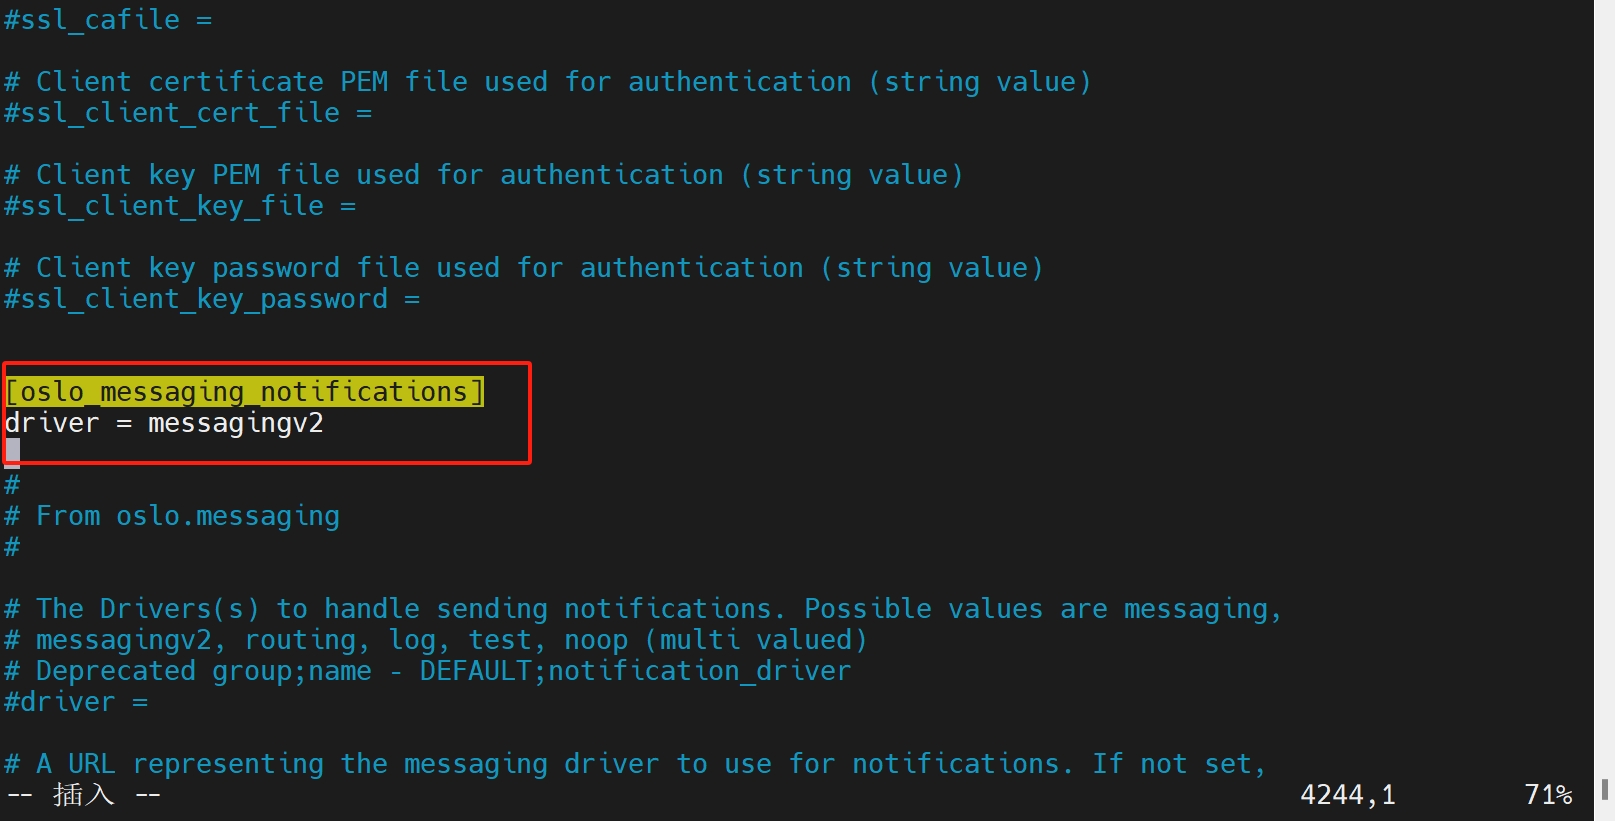 #ssl_cafile =
# Client certificate PEM file used for authentication (string value)
#ssl_client_cert_file =
# Client key PEM file used for authentication (string value)
#ssl_client_key_file =
# Client key password file used for authentication (string value)
#ssl_client_key_password =
[oslo_messaging_notifications]
driver = messagingv2
#
# From oslo.messaging
#
# The Drivers(s) to handle sending notifications. Possible values are messaging,
# messagingv2, routing, log, test, noop (multi valued)
# Deprecated group;name - DEFAULT;notification_driver
#driver =
# A URL representing the messaging driver to use for notifications. If not set,
-- 插入 -- 4244,1 71%